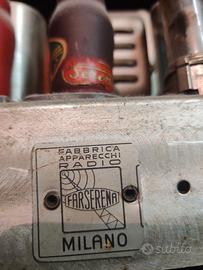 FABBRICA
APPARECCHI
RADIO
FARSERENA
MILANO
subito